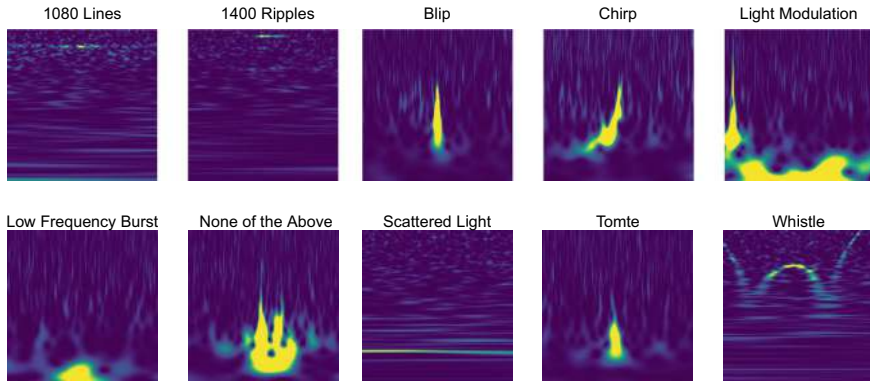 1080 Lines
1400 Ripples
Blip
Chirp
Light Modulation
Low Frequency Burst
None of the Above
Scattered Light
Tomte
Whistle